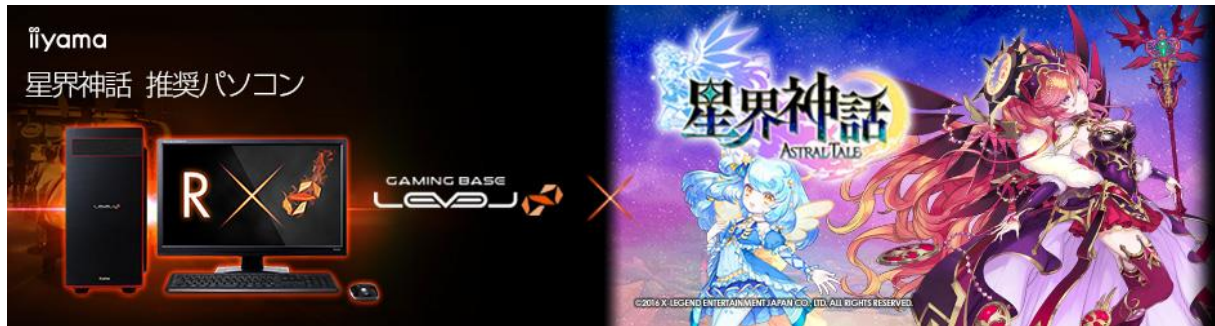 iiyama
星界神話 推奨パソコン
R
GAMING BASE
LEVEL
星界神話
ASTRAL TALE
©2016 X-LEGEND ENTERTAINMENT JAPAN CO., LTD. ALL RIGHTS RESERVED.